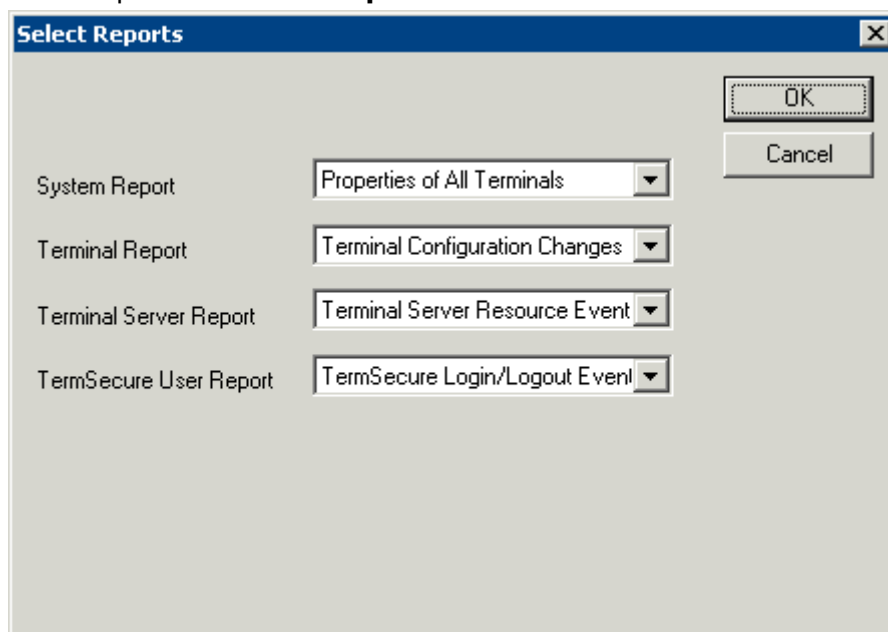 Select Reports
OK
Cancel
System Report
Properties of All Terminals
Terminal Report
Terminal Configuration Changes
Terminal Server Report
Terminal Server Resource Event
TermSecure User Report
TermSecure Login/Logout Event